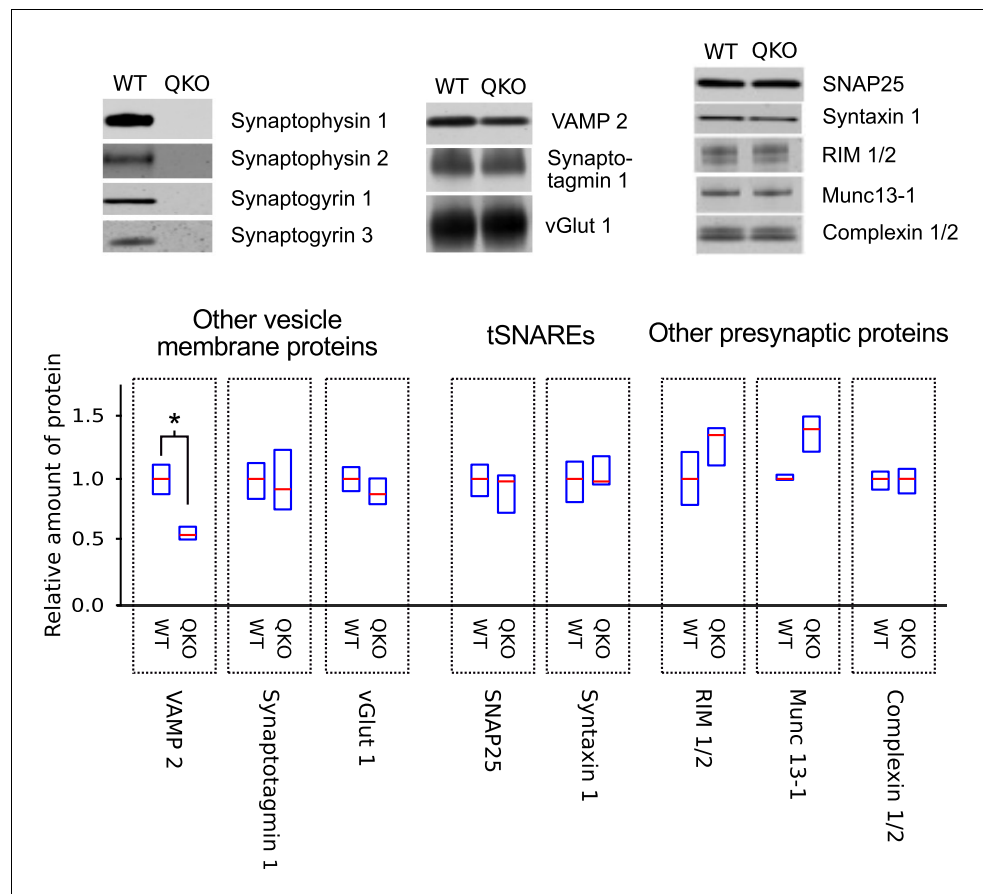 WT QKO
Synaptophysin 1
Synaptophysin 2
Synaptogyrin 1
Synaptogyrin 3
WT QKO
VAMP 2
Synapto-
tagmin 1
vGlut 1
WT QKO
SNAP25
Syntaxin 1
RIM 1/2
Munc13-1
Complexin 1/2
Other vesicle
membrane proteins
tSNAREs
Other presynaptic proteins
Relative amount of protein
1.5
1.0
0.5
0.0
*
WT QKO
WT QKO
WT QKO
WT QKO
WT QKO
WT QKO
WT QKO
WT QKO
VAMP 2
Synaptotagmin 1
vGlut 1
SNAP25
Syntaxin 1
RIM 1/2
Munc 13-1
Complexin 1/2